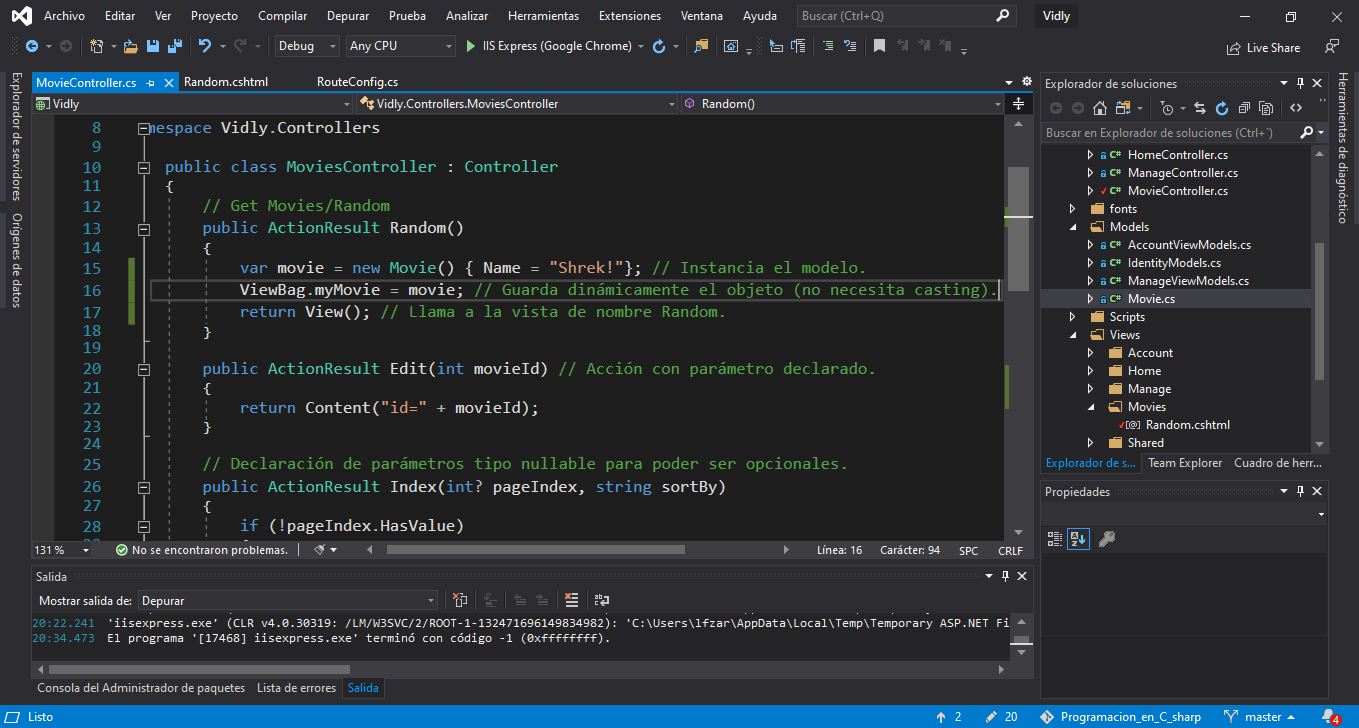 Archivo Editar Ver Proyecto Compilar Depurar Prueba Analizar Herramientas Extensiones Ventana Ayuda Buscar (Ctrl+Q) Vidly
Debug Any CPU IIS Express (Google Chrome) Live Share
Explorador de servidores
Orígenes de datos
MovieController.cs Random.cshtml RouteConfig.cs
Vidly Vidly.Controllers.MoviesController Random()
8 mespace Vidly.Controllers
9
10 public class MoviesController : Controller
11 {
12 // Get Movies/Random
13 public ActionResult Random()
14 {
15 var movie = new Movie() { Name = "Shrek!"}; // Instancia el modelo.
16 ViewBag.myMovie = movie; // Guarda dinámicamente el objeto (no necesita casting).
17 return View(); // Llama a la vista de nombre Random.
18 }
19
20 public ActionResult Edit(int movieId) // Acción con parámetro declarado.
21 {
22 return Content("id=" + movieId);
23 }
24
25 // Declaración de parámetros tipo nullable para poder ser opcionales.
26 public ActionResult Index(int? pageIndex, string sortBy)
27 {
28 if (!pageIndex.HasValue)
131 % No se encontraron problemas. Línea: 16 Carácter: 94 SPC CRLF
Salida
Mostrar salida de: Depurar
20:22.241 'iisexpress.exe' (CLR v4.0.30319: /LM/W3SVC/2/ROOT-1-132471696149834982): 'C:\Users\lfzar\AppData\Local\Temp\Temporary ASP.NET Fi
20:34.473 El programa '[17468] iisexpress.exe' terminó con código -1 (0xffffffff).
Consola del Administrador de paquetes Lista de errores Salida
Explorador de soluciones
Buscar en Explorador de soluciones (Ctrl+´)
C# HomeController.cs
C# ManageController.cs
C# MovieController.cs
fonts
Models
C# AccountViewModels.cs
C# IdentityModels.cs
C# ManageViewModels.cs
C# Movie.cs
Scripts
Views
Account
Home
Manage
Movies
[@] Random.cshtml
Shared
Explorador de s... Team Explorer Cuadro de herr...
Propiedades
Herramientas de diagnóstico
Listo 2 20 Programacion_en_C_sharp master 4